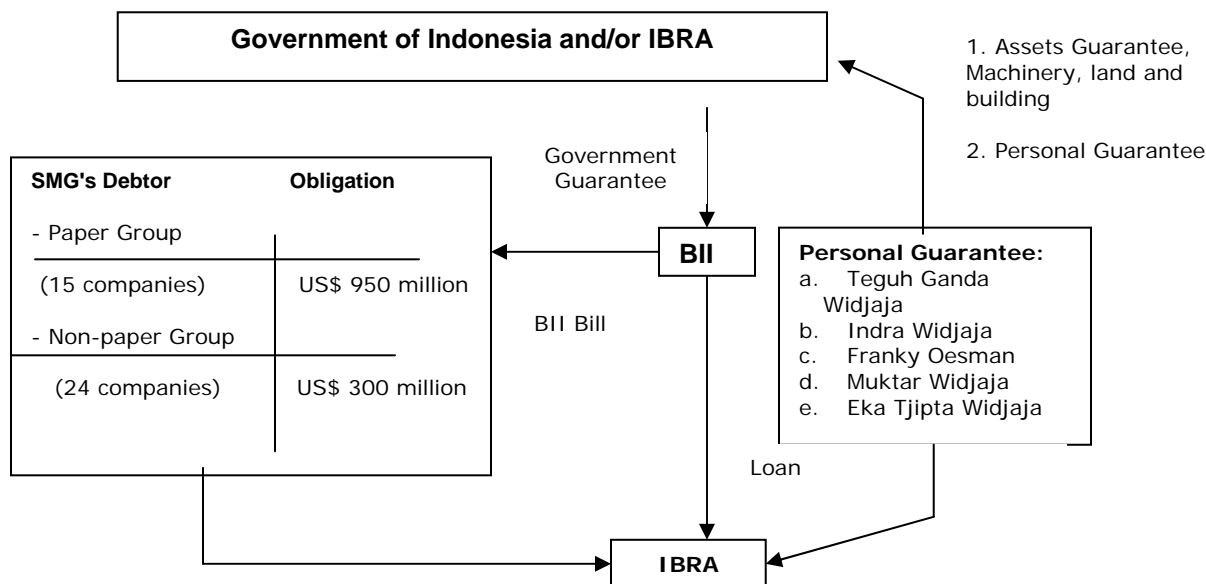 Government of Indonesia and/or IBRA
1. Assets Guarantee,
Machinery, land and
building
2. Personal Guarantee
Government
Guarantee
SMG's Debtor Obligation
- Paper Group
(15 companies) US$ 950 million
- Non-paper Group
(24 companies) US$ 300 million
BII
BII Bill
Personal Guarantee:
a. Teguh Ganda
Widjaja
b. Indra Widjaja
c. Franky Oesman
d. Muktar Widjaja
e. Eka Tjipta Widjaja
Loan
IBRA